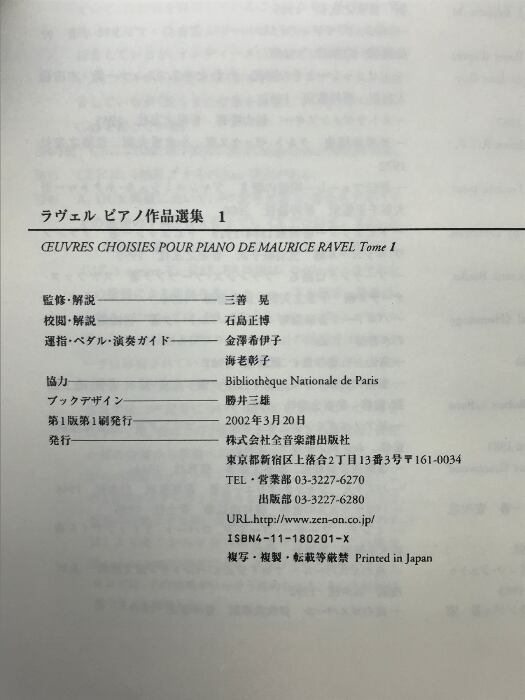 ラヴェル ピアノ作品選集 1
ŒUVRES CHOISIES POUR PIANO DE MAURICE RAVEL Tome 1
監修・解説 三善 晃
校閲・解説 石島正博
運指・ペダル・演奏ガイド 金澤希伊子
海老彰子
協力 Bibliothèque Nationale de Paris
ブックデザイン 勝井三雄
第1版第1刷発行 2002年3月20日
発行 株式会社全音楽譜出版社
東京都新宿区上落合2丁目13番3号〒161-0034
TEL・営業部 03-3227-6270
出版部 03-3227-6280
URL.http://www.zen-on.co.jp/
ISBN4-11-180201-X
複写・複製・転載等厳禁 Printed in Japan